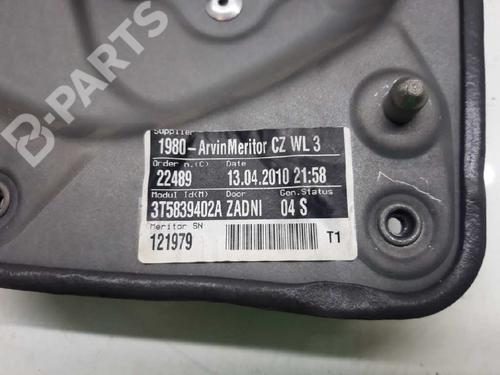 B-PARTS
Supplier
1980-ArvinMeritor CZ WL 3
Order n.(C) Date
22489 13.04.2010 21:58
Modul Id(M) Door Gen.Status
3T5839402A ZADNI 04 S
Meritor SN
121979 T1